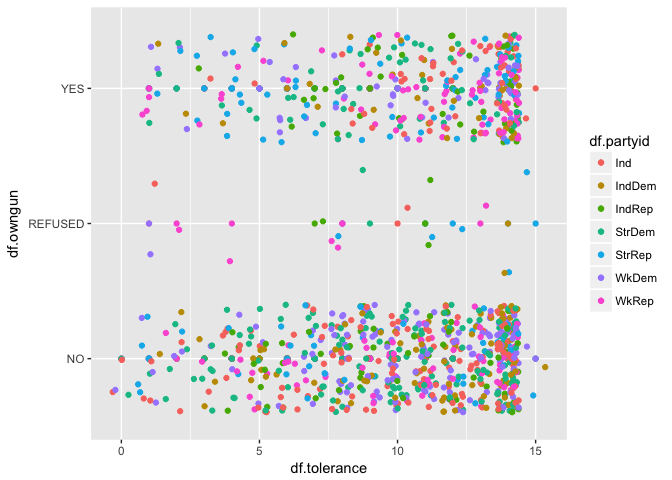 YES
REFUSED
NO
df.owngun
0
5
10
15
df.tolerance
df.partyid
Ind
IndDem
IndRep
StrDem
StrRep
WkDem
WkRep